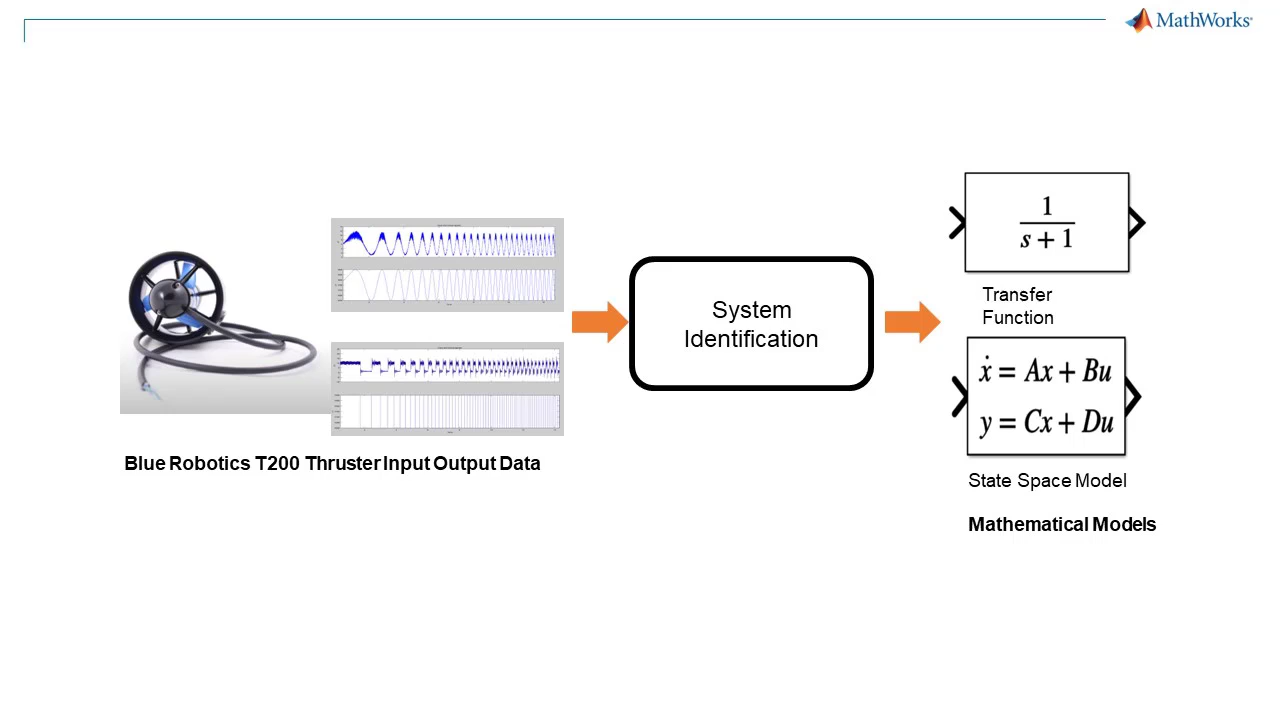 MathWorks
Blue Robotics T200 Thruster Input Output Data
System
Identification
1
s + 1
Transfer
Function
ẋ = Ax + Bu
y = Cx + Du
State Space Model
Mathematical Models